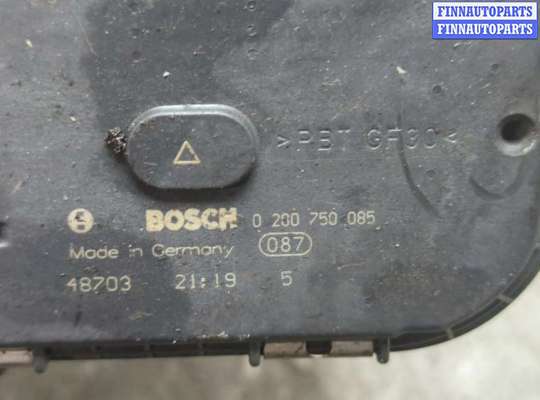 FINNAUTOPARTS
FINNAUTOPARTS
>PBT GF30<
BOSCH 0 200 750 085
Made in Germany 087
48703 21:19 5